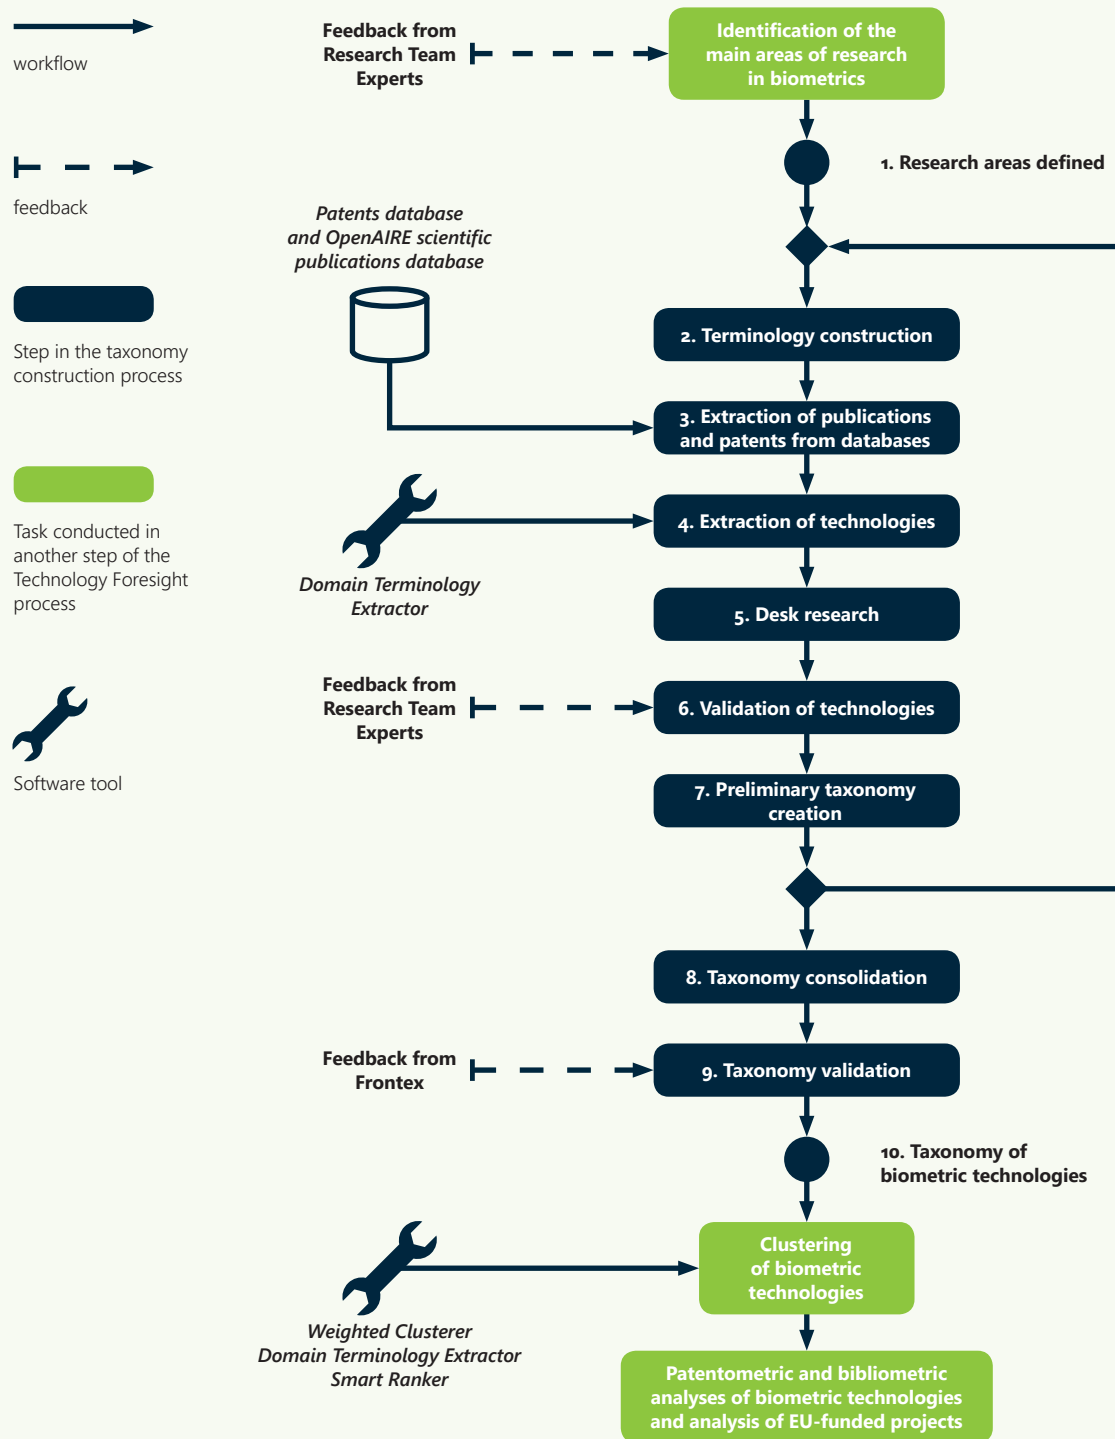 workflow
feedback
Step in the taxonomy
construction process
Task conducted in
another step of the
Technology Foresight
process
Software tool
Feedback from
Research Team
Experts
Identification of the
main areas of research
in biometrics
1. Research areas defined
Patents database
and OpenAIRE scientific
publications database
2. Terminology construction
3. Extraction of publications
and patents from databases
4. Extraction of technologies
Domain Terminology
Extractor
5. Desk research
Feedback from
Research Team
Experts
6. Validation of technologies
7. Preliminary taxonomy
creation
8. Taxonomy consolidation
Feedback from
Frontex
9. Taxonomy validation
10. Taxonomy of
biometric technologies
Clustering
of biometric
technologies
Weighted Clusterer
Domain Terminology Extractor
Smart Ranker
Patentometric and bibliometric
analyses of biometric technologies
and analysis of EU-funded projects